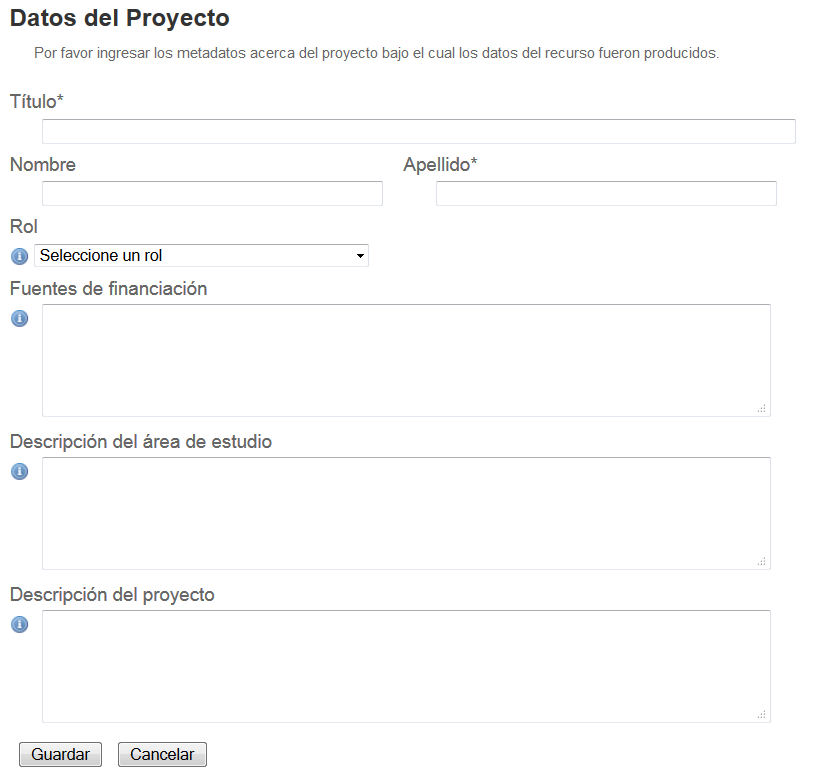 Datos del Proyecto
Por favor ingresar los metadatos acerca del proyecto bajo el cual los datos del recurso fueron producidos.
Título*
Nombre Apellido*
Rol
Seleccione un rol
Fuentes de financiación
Descripción del área de estudio
Descripción del proyecto
Guardar Cancelar